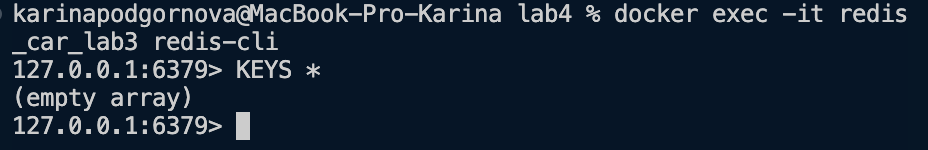 karinapodgornova@MacBook-Pro-Karina lab4 % docker exec -it redis
_car_lab3 redis-cli
127.0.0.1:6379> KEYS *
(empty array)
127.0.0.1:6379>